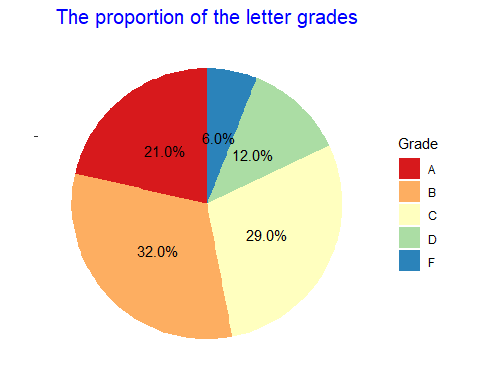 The proportion of the letter grades
6.0%
21.0%
12.0%
29.0%
32.0%
Grade
A
B
C
D
F